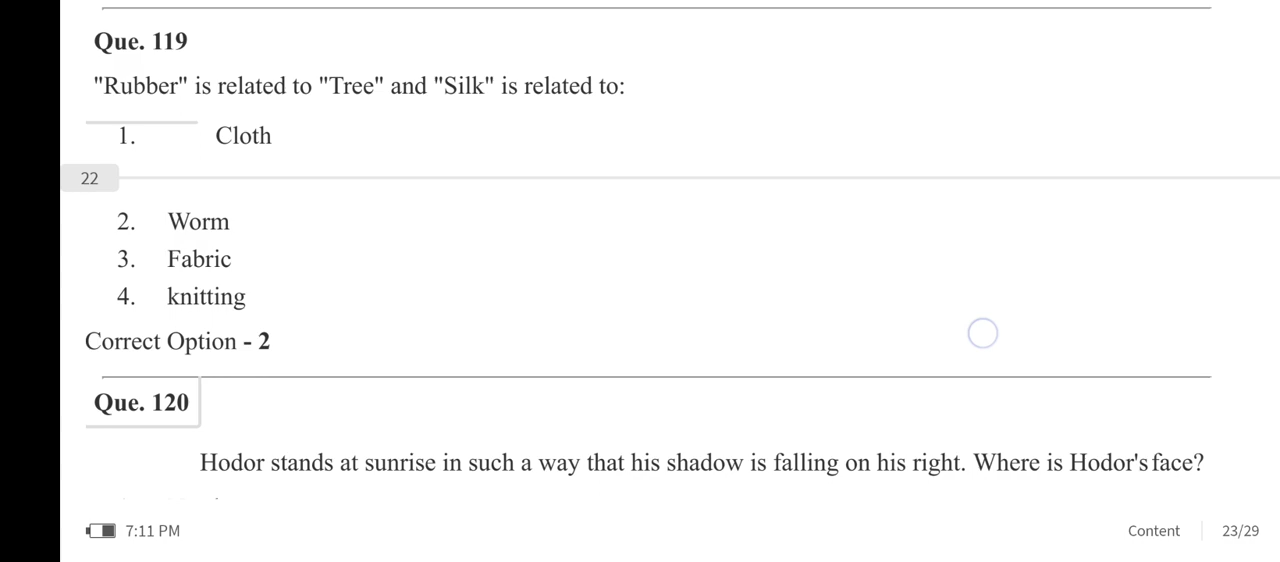 Que. 119
"Rubber" is related to "Tree" and "Silk" is related to:
1. Cloth
22
2. Worm
3. Fabric
4. knitting
Correct Option - 2
Que. 120
Hodor stands at sunrise in such a way that his shadow is falling on his right. Where is Hodor's face?
7:11 PM
Content
23/29